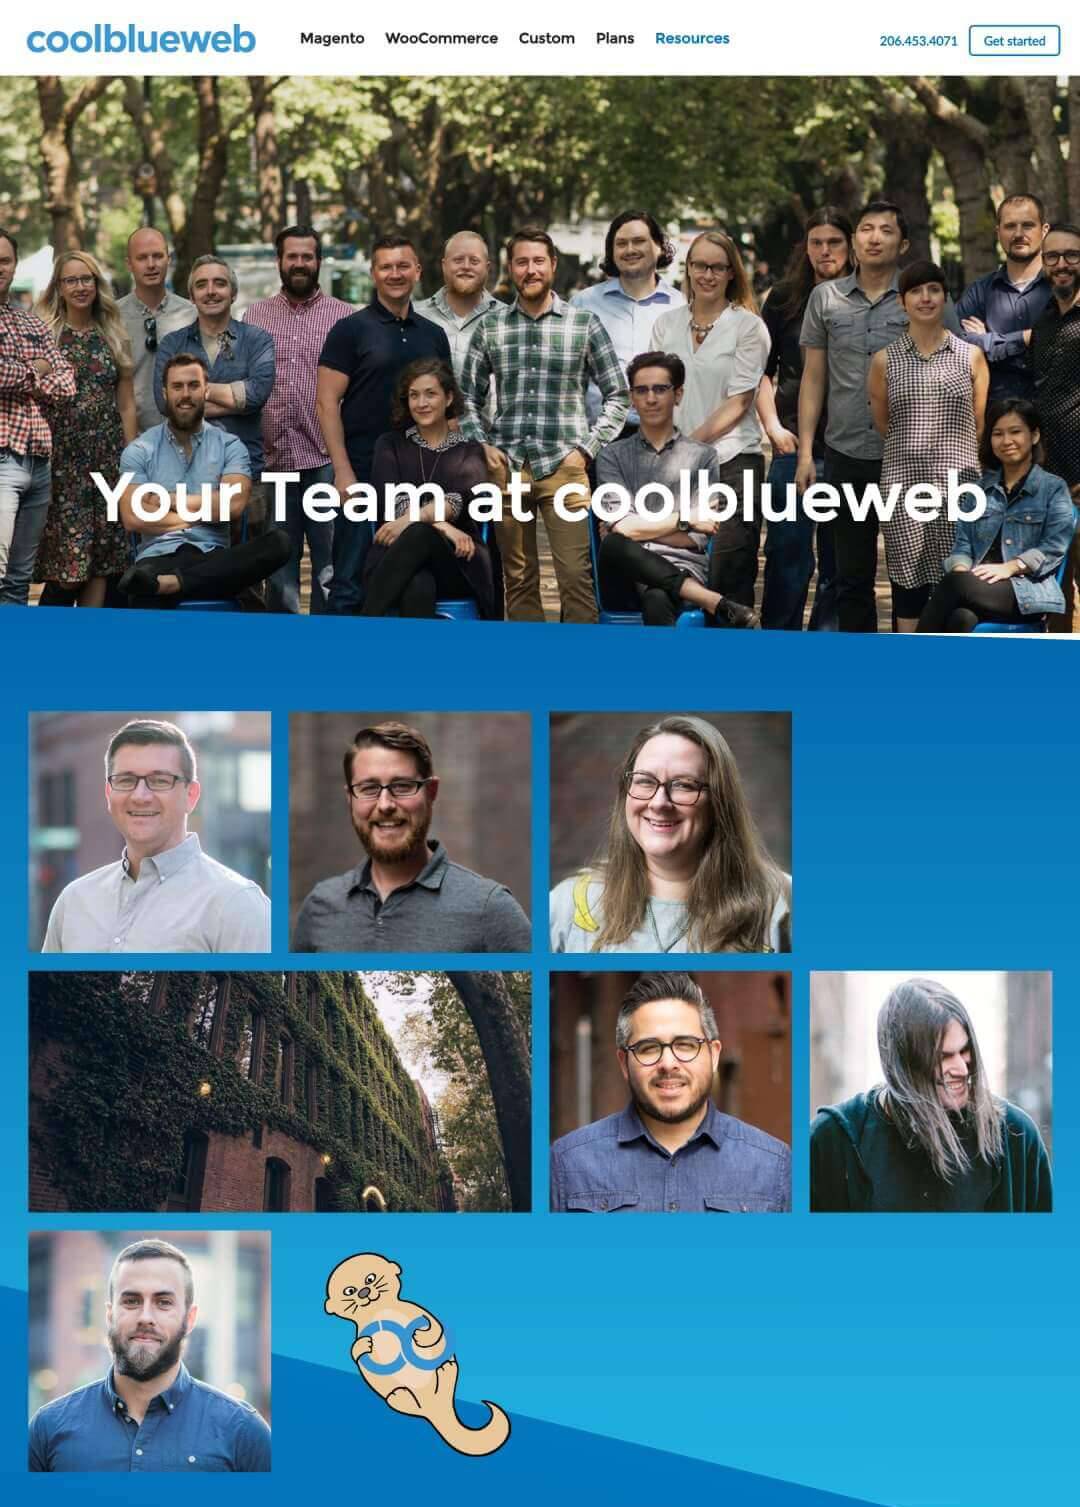 coolblueweb
Magento WooCommerce Custom Plans Resources
206.453.4071
Get started
Your Team at coolblueweb